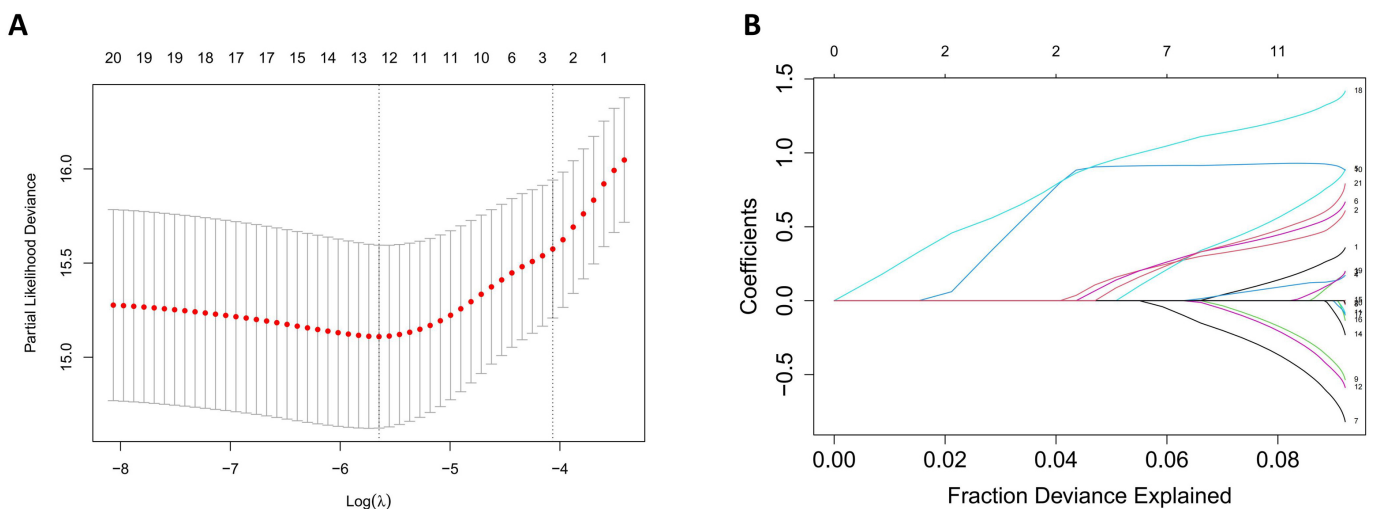 A
20 19 19 18 17 17 15 14 13 12 11 11 10 6 3 2 1
Partial Likelihood Deviance
16.0
15.5
15.0
−8 −7 −6 −5 −4
Log(λ)
B
0 2 2 7 11
Coefficients
1.5
1.0
0.5
0.0
−0.5
18
21
6
2
1
16
14
9
12
7
0.00 0.02 0.04 0.06 0.08
Fraction Deviance Explained